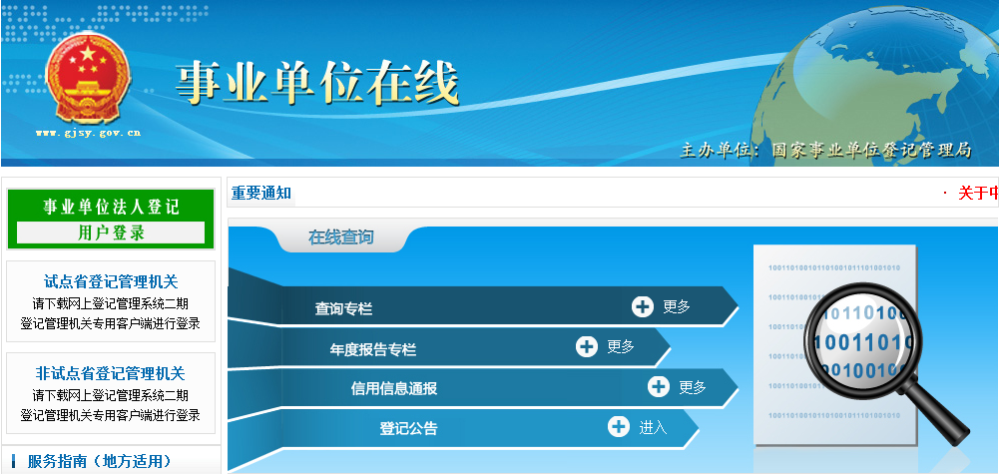 事业单位在线
www.gjsy.gov.cn
主办单位：国家事业单位登记管理局
事业单位法人登记
用户登录
重要通知
· 关于中
试点省登记管理机关
请下载网上登记管理系统二期
登记管理机关专用客户端进行登录
非试点省登记管理机关
请下载网上登记管理系统二期
登记管理机关专用客户端进行登录
服务指南（地方适用）
在线查询
查询专栏 更多
年度报告专栏 更多
信用信息通报 更多
登记公告 进入